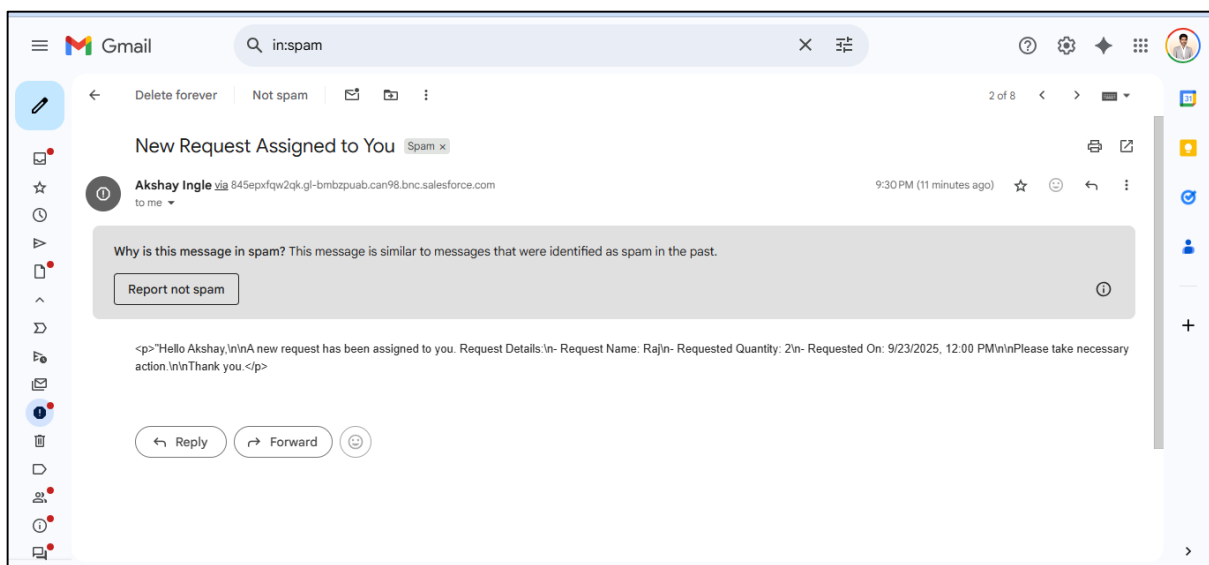 Gmail
in:spam
Delete forever
Not spam
2 of 8
New Request Assigned to You
Spam ×
Akshay Ingle via 845epxfqw2qk.gl-bmbzpuab.can98.bnc.salesforce.com
9:30 PM (11 minutes ago)
to me
Why is this message in spam? This message is similar to messages that were identified as spam in the past.
Report not spam
<p>"Hello Akshay,\n\nA new request has been assigned to you. Request Details:\n- Request Name: Raj\n- Requested Quantity: 2\n- Requested On: 9/23/2025, 12:00 PM\n\nPlease take necessary
action.\n\nThank you.</p>
Reply
Forward
31